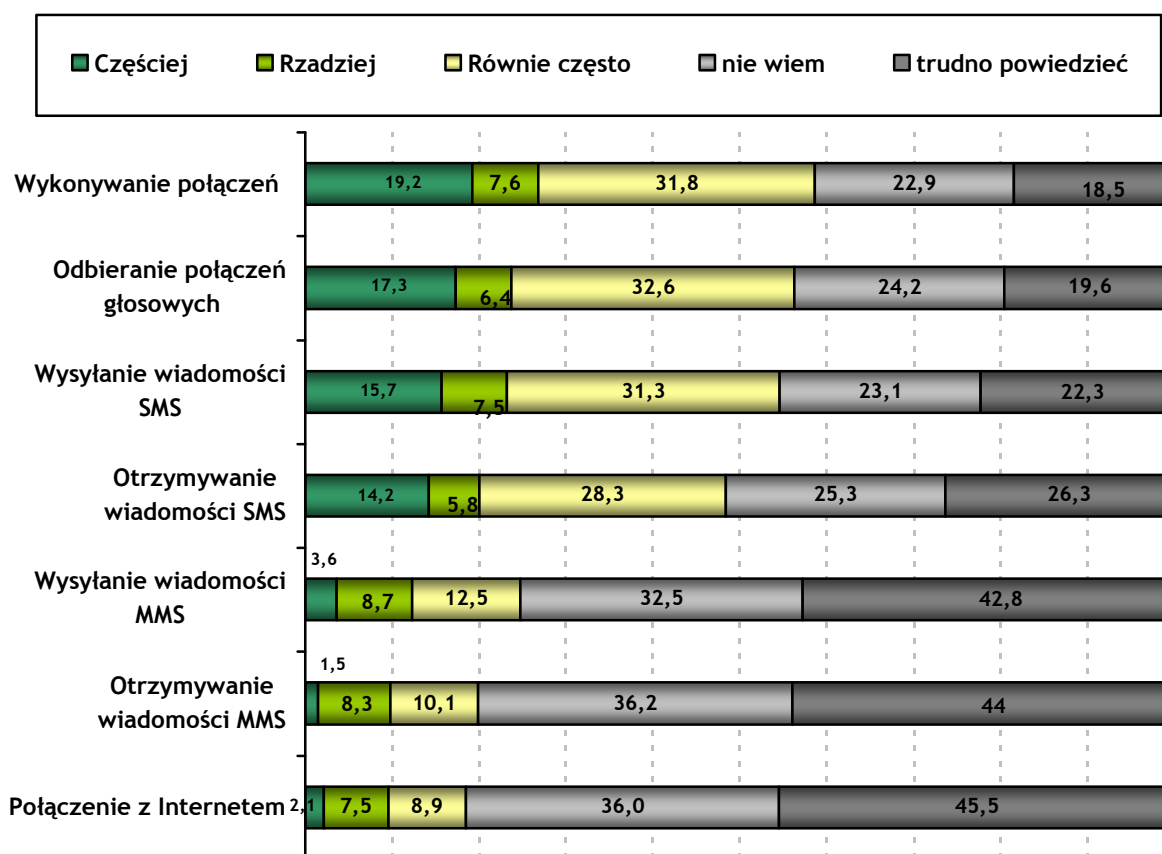 Częściej Rzadziej Równie często nie wiem trudno powiedzieć
Wykonywanie połączeń 19,2 7,6 31,8 22,9 18,5
Odbieranie połączeń
głosowych
17,3 6,4 32,6 24,2 19,6
Wysyłanie wiadomości
SMS
15,7 7,5 31,3 23,1 22,3
Otrzymywanie
wiadomości SMS
14,2 5,8 28,3 25,3 26,3
Wysyłanie wiadomości
MMS
3,6
8,7 12,5 32,5 42,8
Otrzymywanie
wiadomości MMS
1,5
8,3 10,1 36,2 44
Połączenie z Internetem 2,1 7,5 8,9 36,0 45,5